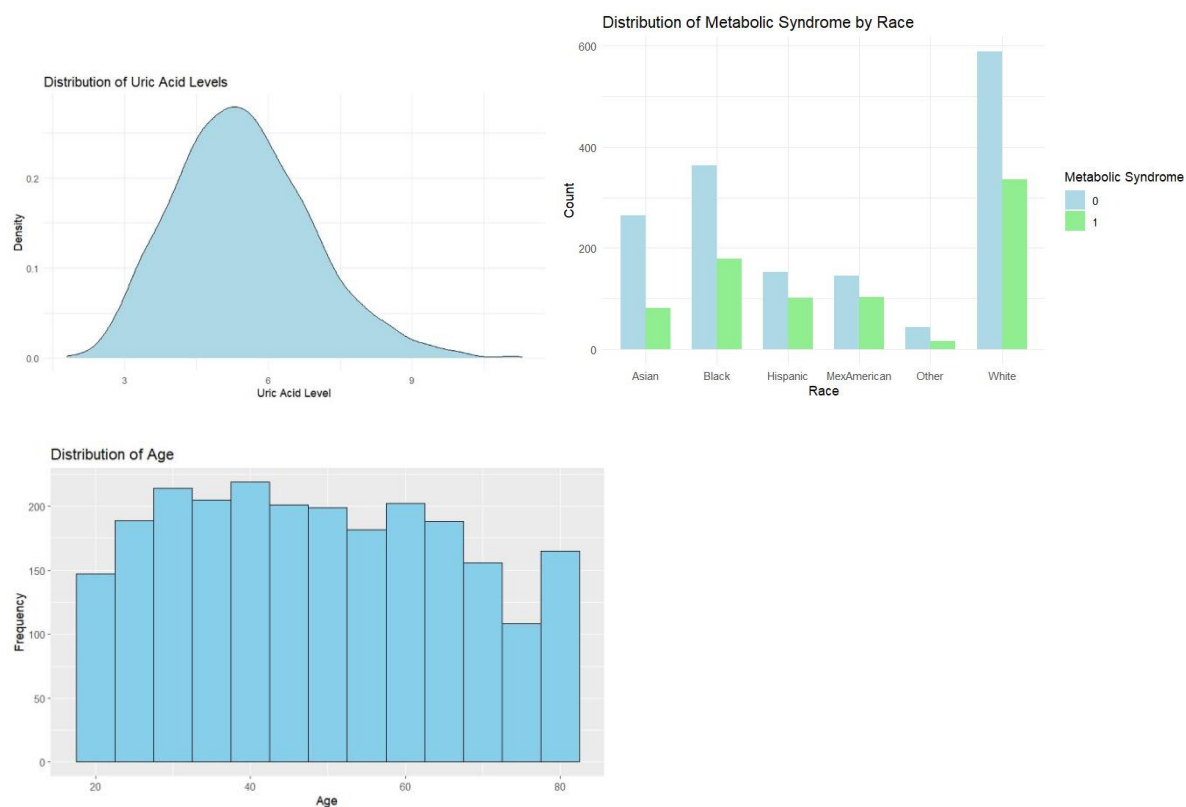 Distribution of Uric Acid Levels
0.2
0.1
0.0
Density
3 6 9
Uric Acid Level
Distribution of Metabolic Syndrome by Race
600
400
200
0
Count
Asian Black Hispanic MexAmerican Other White
Race
Metabolic Syndrome
0
1
Distribution of Age
200
150
100
50
0
Frequency
20 40 60 80
Age